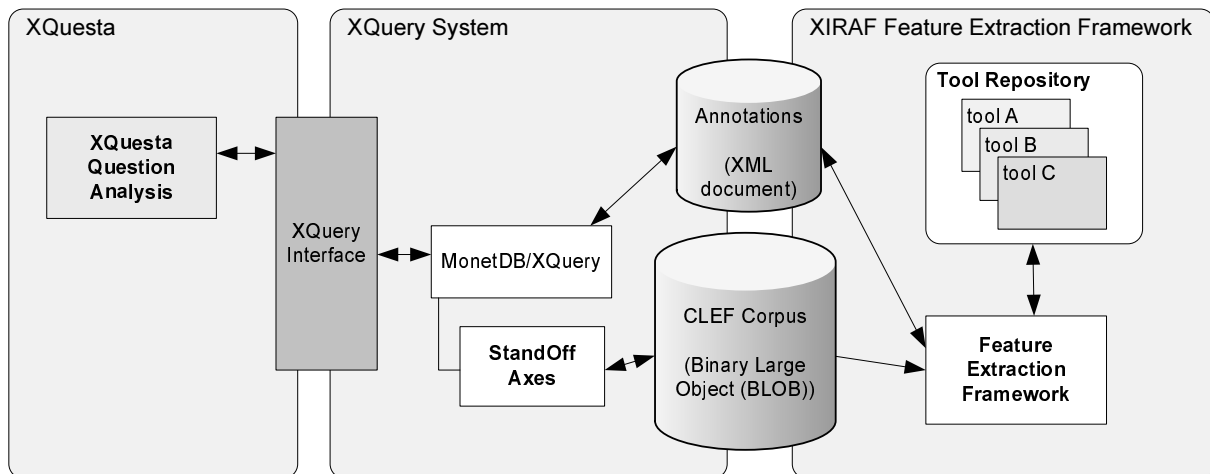 XQuesta
XQuesta
Question
Analysis
XQuery
Interface
XQuery System
MonetDB/XQuery
StandOff
Axes
Annotations
(XML
document)
CLEF Corpus
(Binary Large
Object (BLOB))
XIRAF Feature Extraction Framework
Tool Repository
tool A
tool B
tool C
Feature
Extraction
Framework